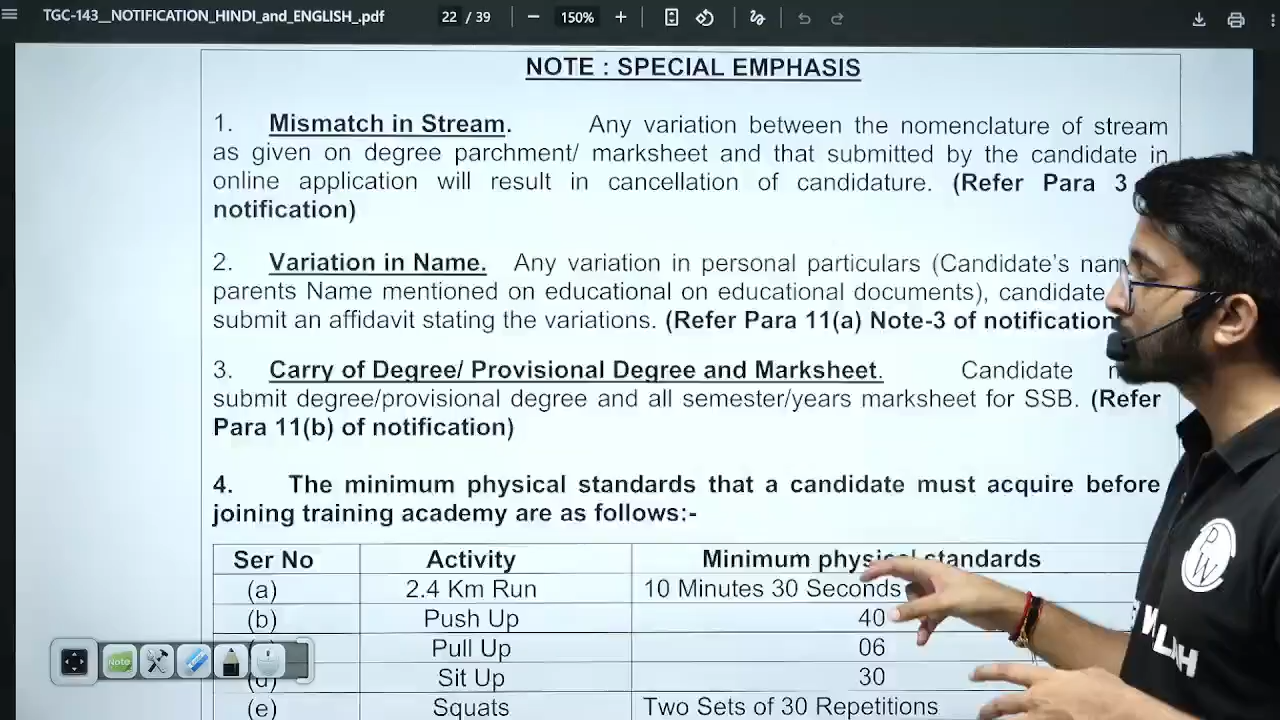 TGC-143__NOTIFICATION_HINDI_and_ENGLISH_.pdf
22 / 39
150%
NOTE : SPECIAL EMPHASIS
1. Mismatch in Stream. Any variation between the nomenclature of stream
as given on degree parchment/ marksheet and that submitted by the candidate in
online application will result in cancellation of candidature. (Refer Para 3
notification)
2. Variation in Name. Any variation in personal particulars (Candidate's
parents Name mentioned on educational on educational documents), candidate
submit an affidavit stating the variations. (Refer Para 11(a) Note-3 of notification
3. Carry of Degree/ Provisional Degree and Marksheet. Candidate
submit degree/provisional degree and all semester/years marksheet for SSB. (Refer
Para 11(b) of notification)
4. The minimum physical standards that a candidate must acquire before
joining training academy are as follows:-
Ser No Activity Minimum physical standards
(a) 2.4 Km Run 10 Minutes 30 Seconds
(b) Push Up 40
Pull Up 06
(d) Sit Up 30
(e) Squats Two Sets of 30 Repetitions
Note
PW